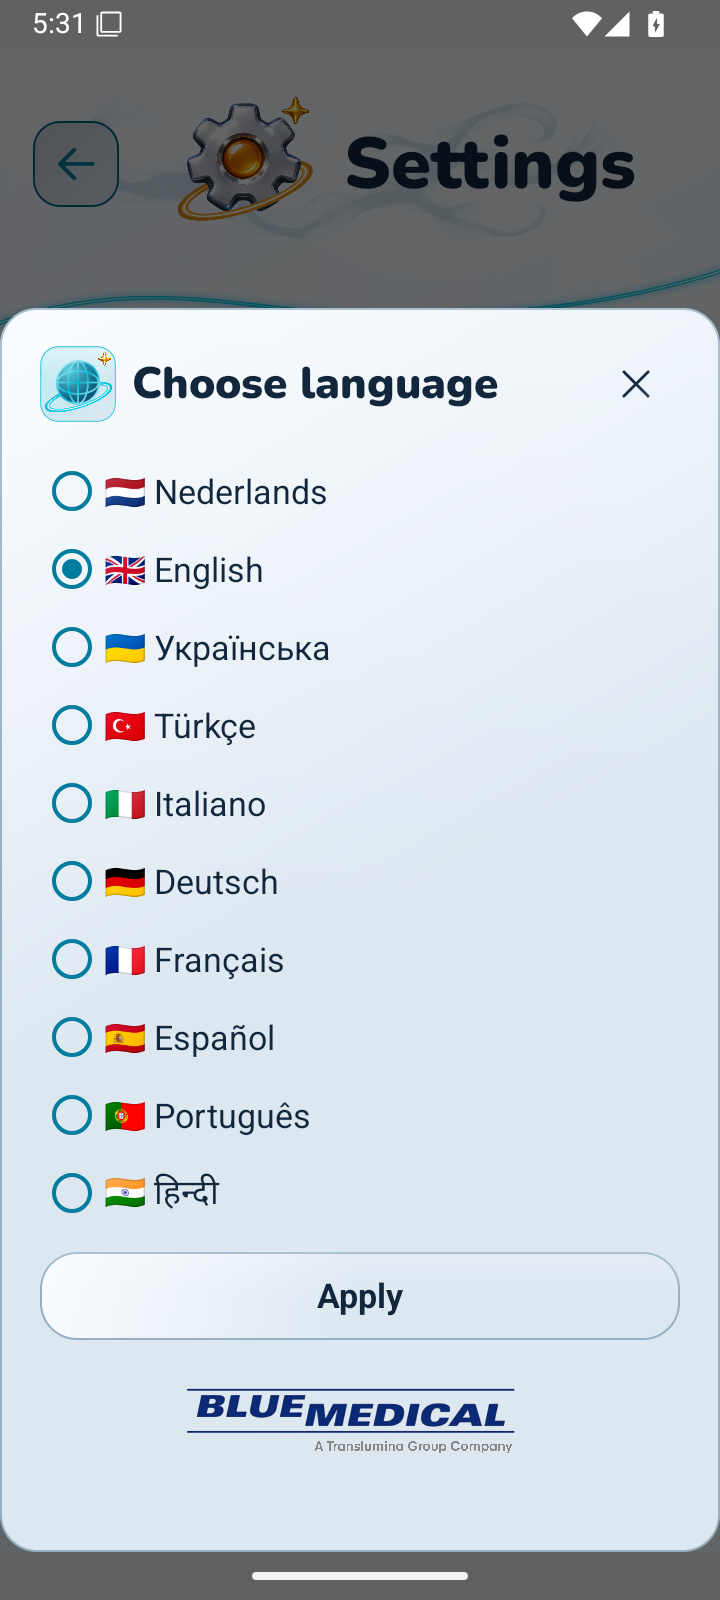 5:31
Settings
Choose language
Nederlands
English
Українська
Türkçe
Italiano
Deutsch
Français
Español
Português
हिन्दी
Apply
BLUEMEDICAL
A Translumina Group Company